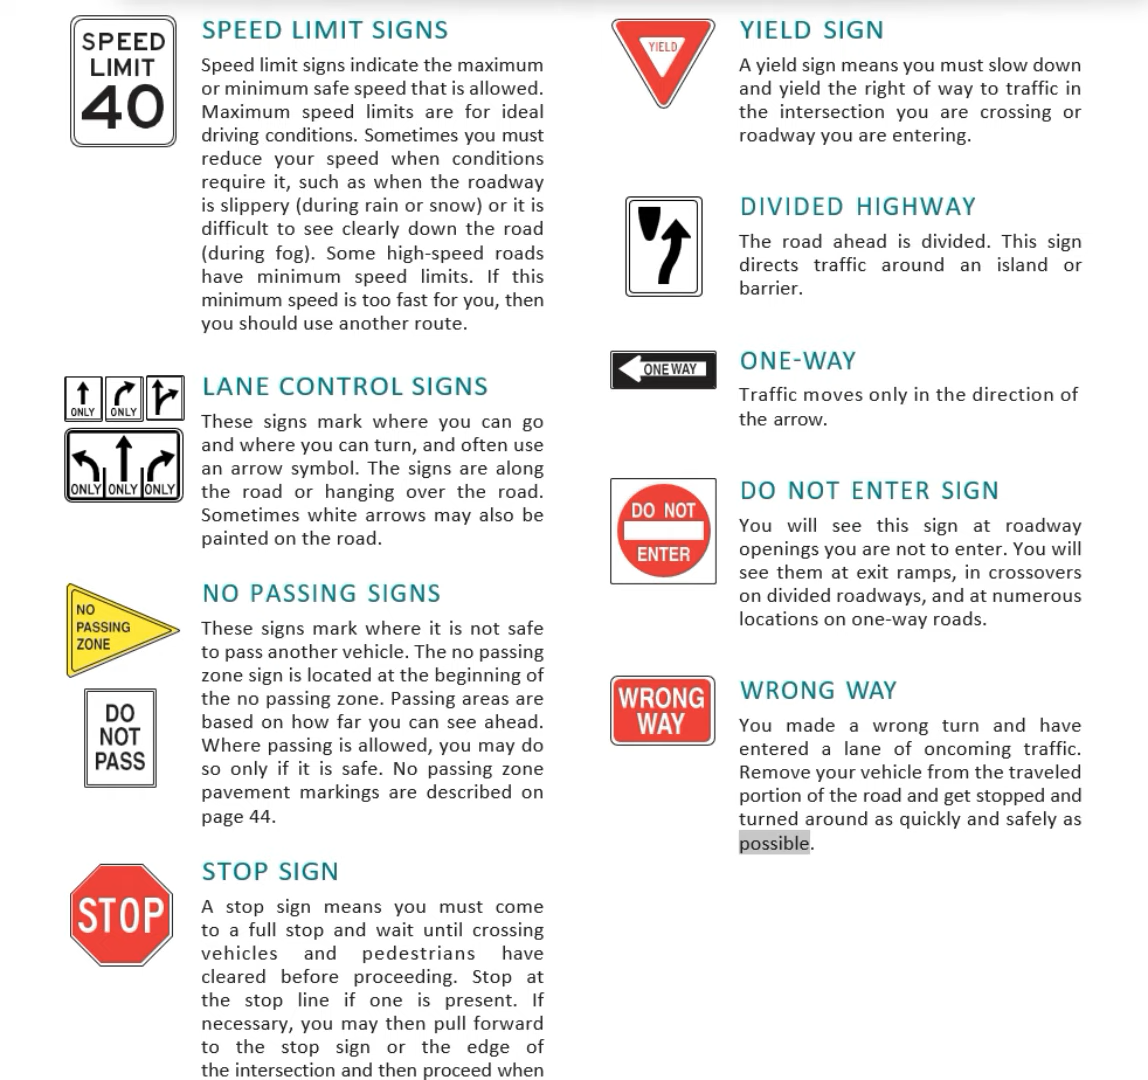 SPEED
LIMIT
40
SPEED LIMIT SIGNS
Speed limit signs indicate the maximum
or minimum safe speed that is allowed.
Maximum speed limits are for ideal
driving conditions. Sometimes you must
reduce your speed when conditions
require it, such as when the roadway
is slippery (during rain or snow) or it is
difficult to see clearly down the road
(during fog). Some high-speed roads
have minimum speed limits. If this
minimum speed is too fast for you, then
you should use another route.
ONLY
ONLY
ONLY ONLY ONLY
LANE CONTROL SIGNS
These signs mark where you can go
and where you can turn, and often use
an arrow symbol. The signs are along
the road or hanging over the road.
Sometimes white arrows may also be
painted on the road.
NO
PASSING
ZONE
DO
NOT
PASS
NO PASSING SIGNS
These signs mark where it is not safe
to pass another vehicle. The no passing
zone sign is located at the beginning of
the no passing zone. Passing areas are
based on how far you can see ahead.
Where passing is allowed, you may do
so only if it is safe. No passing zone
pavement markings are described on
page 44.
STOP
STOP SIGN
A stop sign means you must come
to a full stop and wait until crossing
vehicles and pedestrians have
cleared before proceeding. Stop at
the stop line if one is present. If
necessary, you may then pull forward
to the stop sign or the edge of
the intersection and then proceed when
YIELD
YIELD SIGN
A yield sign means you must slow down
and yield the right of way to traffic in
the intersection you are crossing or
roadway you are entering.
DIVIDED HIGHWAY
The road ahead is divided. This sign
directs traffic around an island or
barrier.
ONE WAY
ONE-WAY
Traffic moves only in the direction of
the arrow.
DO NOT
ENTER
DO NOT ENTER SIGN
You will see this sign at roadway
openings you are not to enter. You will
see them at exit ramps, in crossovers
on divided roadways, and at numerous
locations on one-way roads.
WRONG
WAY
WRONG WAY
You made a wrong turn and have
entered a lane of oncoming traffic.
Remove your vehicle from the traveled
portion of the road and get stopped and
turned around as quickly and safely as
possible.